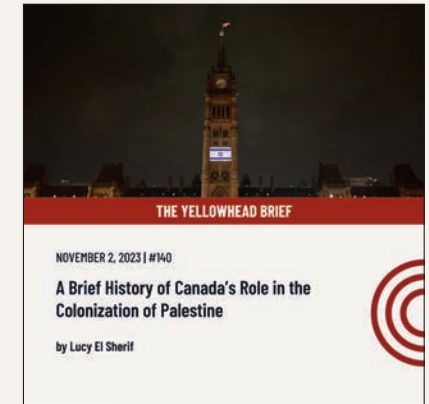 THE YELLOWHEAD BRIEF
NOVEMBER 2, 2023 | #140
A Brief History of Canada's Role in the
Colonization of Palestine
by Lucy El Sherif